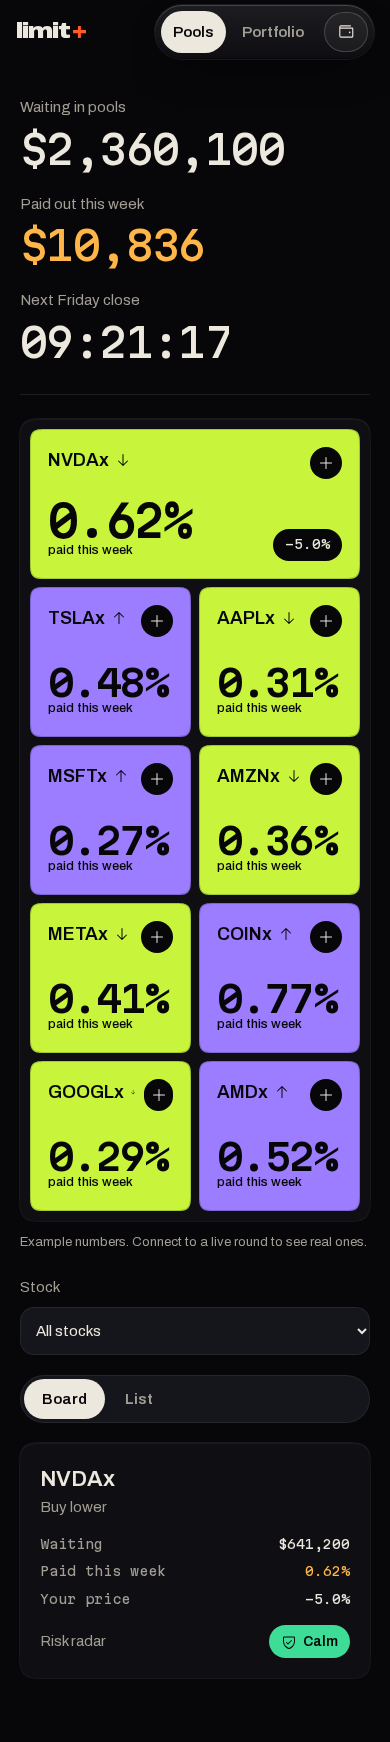 limit+
Pools Portfolio
Waiting in pools
$2,360,100
Paid out this week
$10,836
Next Friday close
09:21:17
NVDAx ↓
0.62%
paid this week
−5.0%
TSLAx ↑
0.48%
paid this week
AAPLx ↓
0.31%
paid this week
MSFTx ↑
0.27%
paid this week
AMZNx ↓
0.36%
paid this week
METAx ↓
0.41%
paid this week
COINx ↑
0.77%
paid this week
GOOGLx ↓
0.29%
paid this week
AMDx ↑
0.52%
paid this week
Example numbers. Connect to a live round to see real ones.
Stock
All stocks
Board List
NVDAx
Buy lower
Waiting $641,200
Paid this week 0.62%
Your price −5.0%
Risk radar Calm